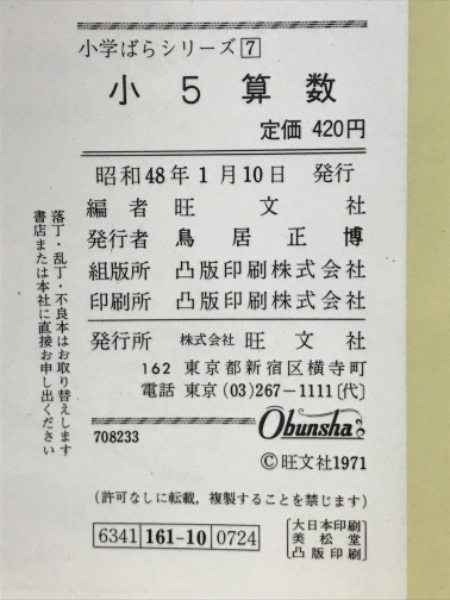 小学ばらシリーズ 7
小 5 算 数
定価 420円
昭和48年1月10日 発行
編 者 旺 文 社
発行者 鳥居正博
組版所 凸版印刷株式会社
印刷所 凸版印刷株式会社
発行所 株式会社 旺 文 社
162 東京都新宿区横寺町
電話 東京(03)267-1111〔代〕
708233
Obunsha
©旺文社1971
(許可なしに転載,複製することを禁じます)
6341 161-10 0724
大日本印刷
美松堂
凸版印刷
落丁・乱丁・不良本はお取り替えします
書店または本社に直接お申し出ください